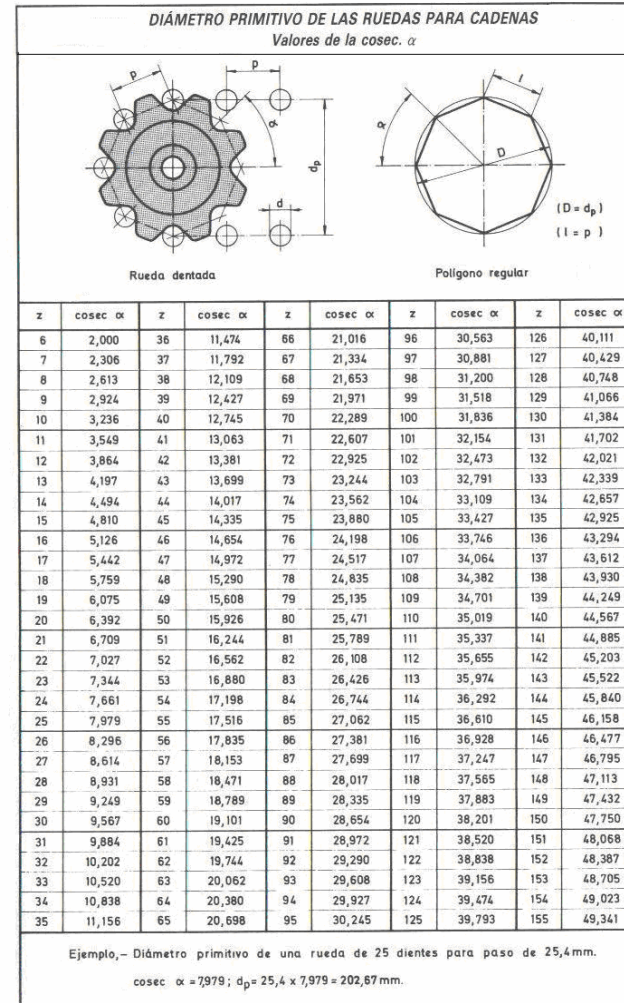 DIÁMETRO PRIMITIVO DE LAS RUEDAS PARA CADENAS
Valores de la cosec. α
p
p
α
dp
d
Rueda dentada
l
α
D
(D = dp)
(l = p)
Polígono regular
z cosec α z cosec α z cosec α z cosec α z cosec α
6 2,000 36 11,474 66 21,016 96 30,563 126 40,111
7 2,306 37 11,792 67 21,334 97 30,881 127 40,429
8 2,613 38 12,109 68 21,653 98 31,200 128 40,748
9 2,924 39 12,427 69 21,971 99 31,518 129 41,066
10 3,236 40 12,745 70 22,289 100 31,836 130 41,384
11 3,549 41 13,063 71 22,607 101 32,154 131 41,702
12 3,864 42 13,381 72 22,925 102 32,473 132 42,021
13 4,197 43 13,699 73 23,244 103 32,791 133 42,339
14 4,494 44 14,017 74 23,562 104 33,109 134 42,657
15 4,810 45 14,335 75 23,880 105 33,427 135 42,925
16 5,126 46 14,654 76 24,198 106 33,746 136 43,294
17 5,442 47 14,972 77 24,517 107 34,064 137 43,612
18 5,759 48 15,290 78 24,835 108 34,382 138 43,930
19 6,075 49 15,608 79 25,135 109 34,701 139 44,249
20 6,392 50 15,926 80 25,471 110 35,019 140 44,567
21 6,709 51 16,244 81 25,789 111 35,337 141 44,885
22 7,027 52 16,562 82 26,108 112 35,655 142 45,203
23 7,344 53 16,880 83 26,426 113 35,974 143 45,522
24 7,661 54 17,198 84 26,744 114 36,292 144 45,840
25 7,979 55 17,516 85 27,062 115 36,610 145 46,158
26 8,296 56 17,835 86 27,381 116 36,928 146 46,477
27 8,614 57 18,153 87 27,699 117 37,247 147 46,795
28 8,931 58 18,471 88 28,017 118 37,565 148 47,113
29 9,249 59 18,789 89 28,335 119 37,883 149 47,432
30 9,567 60 19,101 90 28,654 120 38,201 150 47,750
31 9,884 61 19,425 91 28,972 121 38,520 151 48,068
32 10,202 62 19,744 92 29,290 122 38,838 152 48,387
33 10,520 63 20,062 93 29,608 123 39,156 153 48,705
34 10,838 64 20,380 94 29,927 124 39,474 154 49,023
35 11,156 65 20,698 95 30,245 125 39,793 155 49,341
Ejemplo,– Diámetro primitivo de una rueda de 25 dientes para paso de 25,4mm.
cosec α = 7,979 ; dp = 25,4 x 7,979 = 202,67 mm.